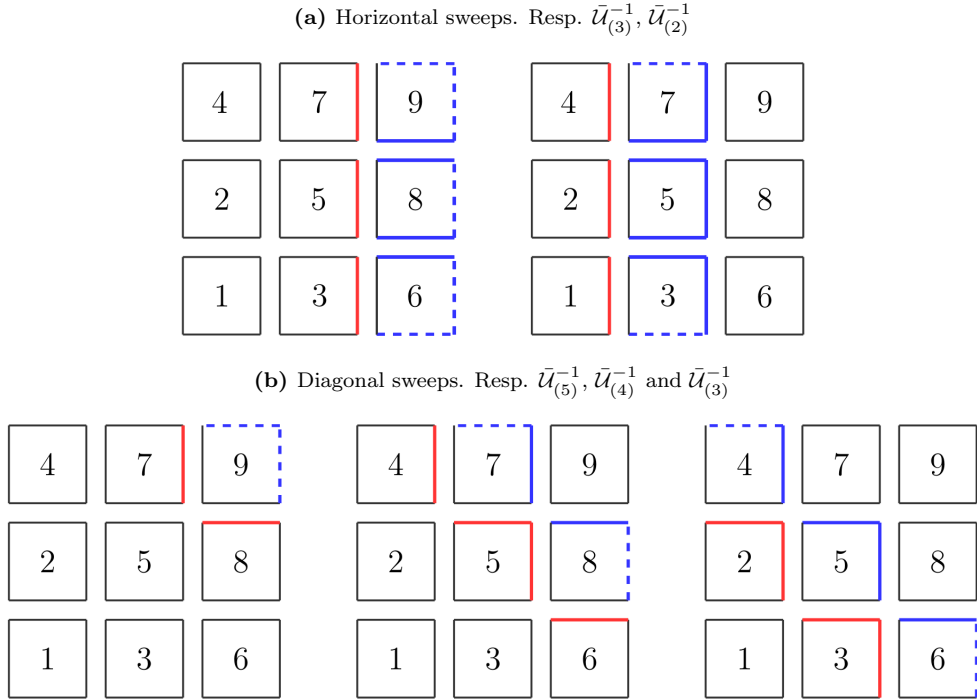 (a) Horizontal sweeps. Resp. $\bar{\mathcal{U}}_{(3)}^{-1}$, $\bar{\mathcal{U}}_{(2)}^{-1}$
4 7 9 4 7 9
2 5 8 2 5 8
1 3 6 1 3 6
(b) Diagonal sweeps. Resp. $\bar{\mathcal{U}}_{(5)}^{-1}$, $\bar{\mathcal{U}}_{(4)}^{-1}$ and $\bar{\mathcal{U}}_{(3)}^{-1}$
4 7 9 4 7 9 4 7 9
2 5 8 2 5 8 2 5 8
1 3 6 1 3 6 1 3 6